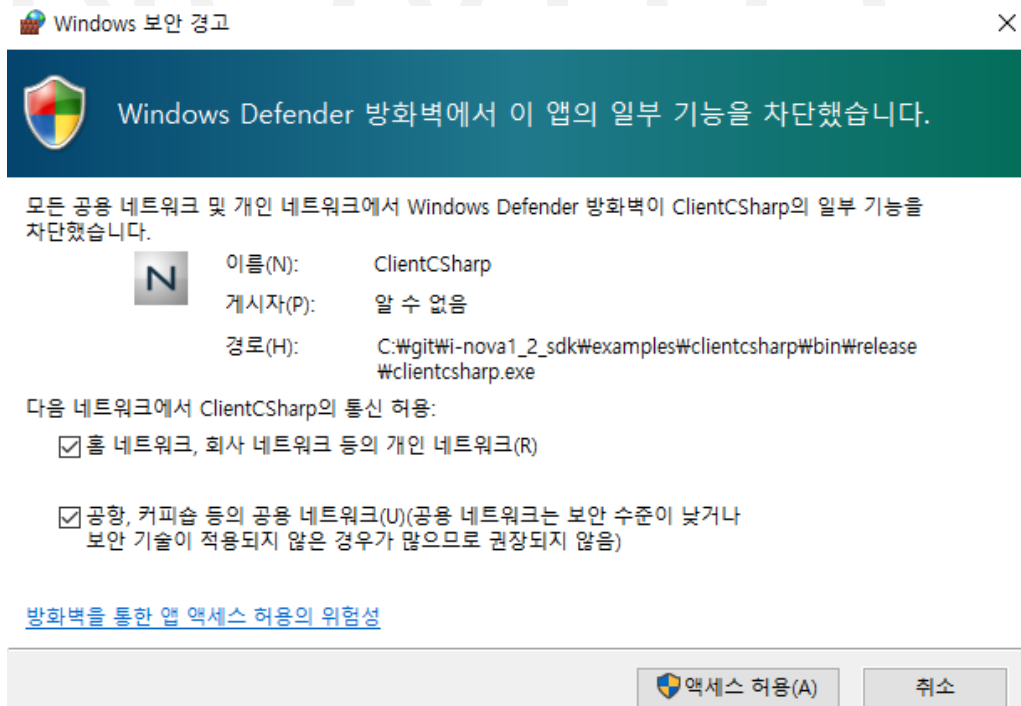 Windows 보안 경고
Windows Defender 방화벽에서 이 앱의 일부 기능을 차단했습니다.
모든 공용 네트워크 및 개인 네트워크에서 Windows Defender 방화벽이 ClientCSharp의 일부 기능을
차단했습니다.
N
이름(N): ClientCSharp
게시자(P): 알 수 없음
경로(H): C:₩git₩i-nova1_2_sdk₩examples₩clientcsharp₩bin₩release
₩clientcsharp.exe
다음 네트워크에서 ClientCSharp의 통신 허용:
홈 네트워크, 회사 네트워크 등의 개인 네트워크(R)
공항, 커피숍 등의 공용 네트워크(U)(공용 네트워크는 보안 수준이 낮거나
보안 기술이 적용되지 않은 경우가 많으므로 권장되지 않음)
방화벽을 통한 앱 액세스 허용의 위험성
액세스 허용(A) 취소